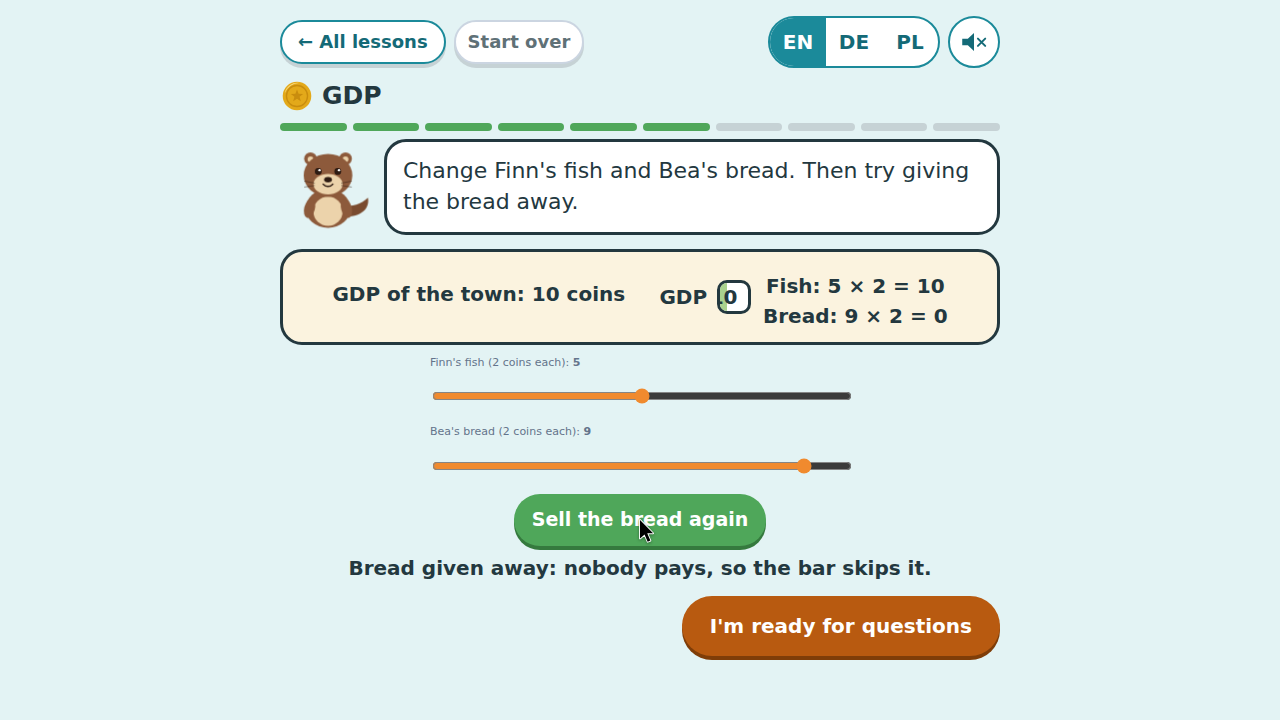 ← All lessons
Start over
EN
DE
PL
GDP
Change Finn's fish and Bea's bread. Then try giving
the bread away.
GDP of the town: 10 coins
GDP
Fish: 5 × 2 = 10
Bread: 9 × 2 = 0
Finn's fish (2 coins each): 5
Bea's bread (2 coins each): 9
Sell the bread again
Bread given away: nobody pays, so the bar skips it.
I'm ready for questions